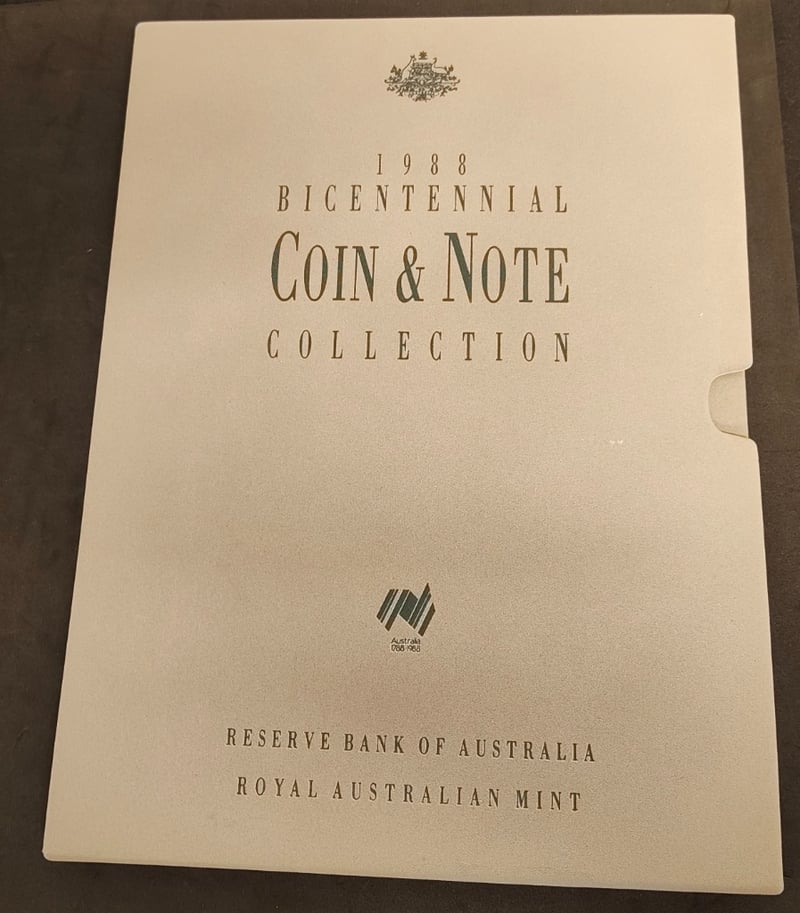 1988
BICENTENNIAL
COIN & NOTE
COLLECTION
Australia
1788-1988
RESERVE BANK OF AUSTRALIA
ROYAL AUSTRALIAN MINT